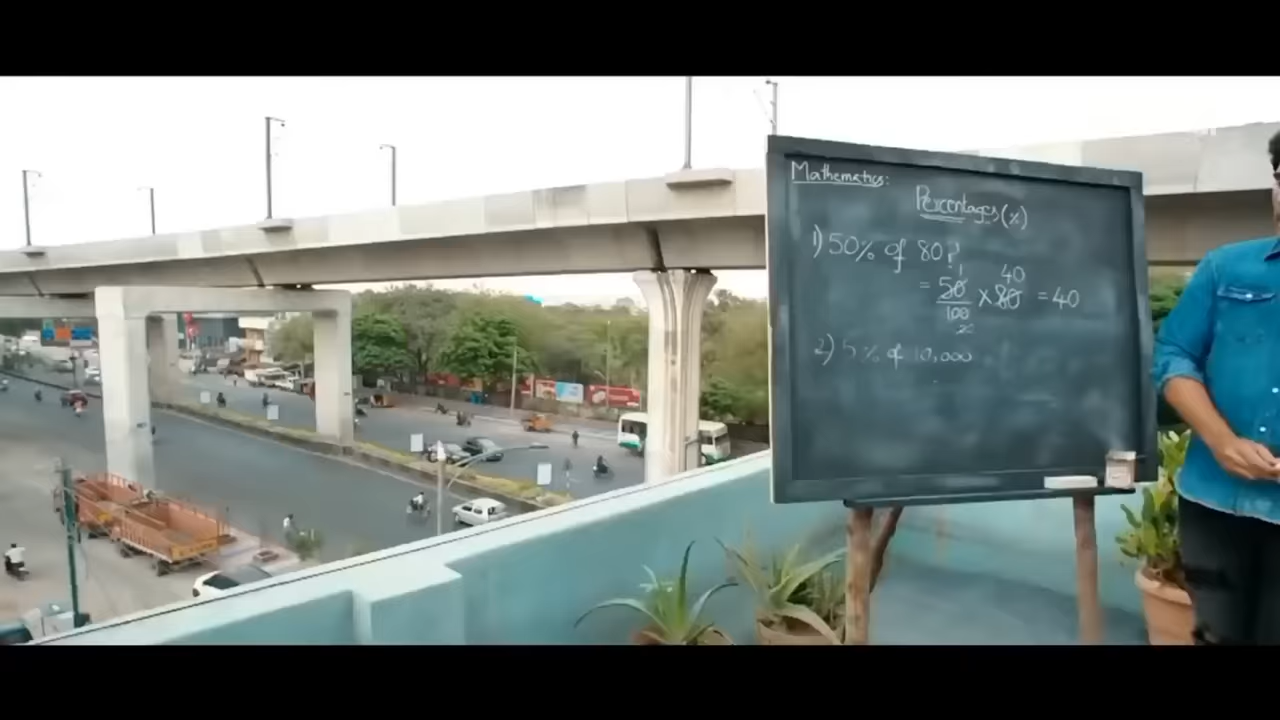 Mathematics:
Percentages (%)
1) 50% of 80?
= 50/100 × 80 = 40
1 40
2
2) 5% of 10,000